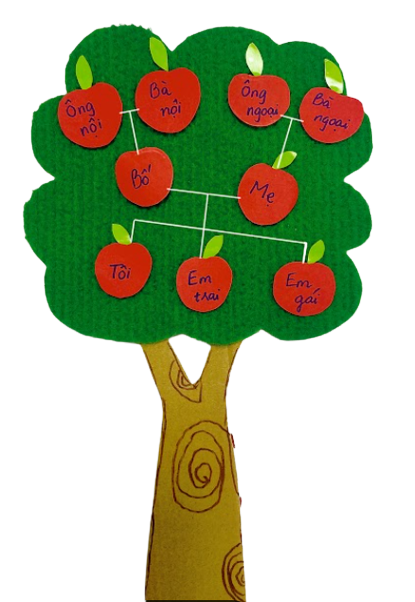 Ông
nội
Bà
nội
Ông
ngoại
Bà
ngoại
Bố
Mẹ
Tôi
Em
trai
Em
gái